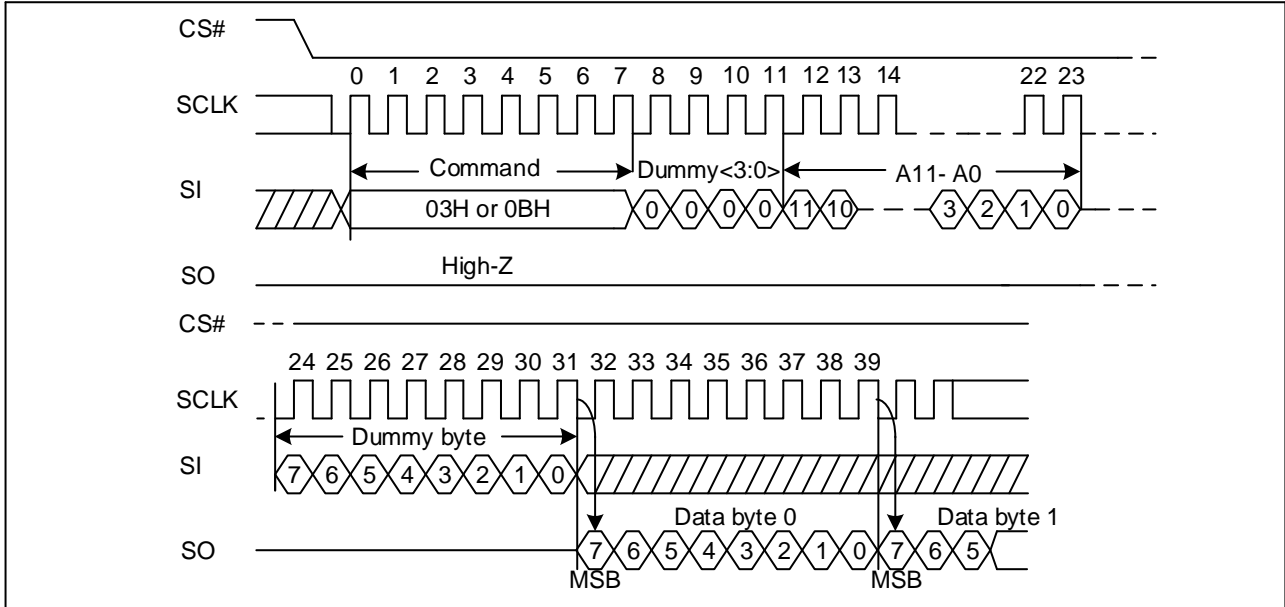 CS#
0 1 2 3 4 5 6 7 8 9 10 11 12 13 14 22 23
SCLK
Command Dummy<3:0> A11- A0
SI
03H or 0BH 0 0 0 0 11 10 3 2 1 0
High-Z
SO
CS#
24 25 26 27 28 29 30 31 32 33 34 35 36 37 38 39
SCLK
Dummy byte
SI
7 6 5 4 3 2 1 0
Data byte 0 Data byte 1
SO
7 6 5 4 3 2 1 0 7 6 5
MSB MSB